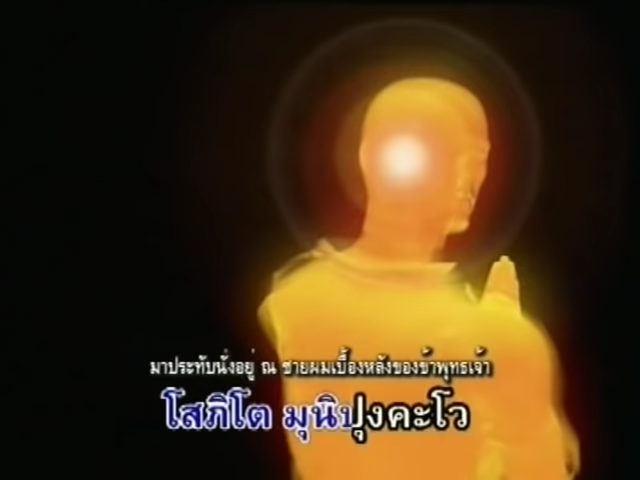 มาประทับนั่งอยู่ ณ ชายผมเบื้องหลังของข้าพุทธเจ้า
โสภิโต มุนิปุงคะโว